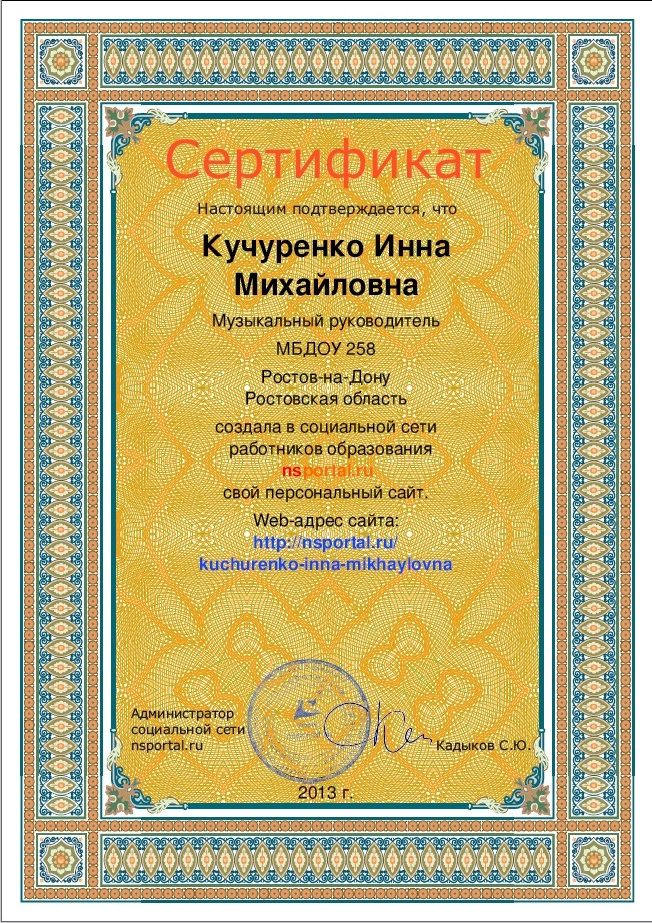 Сертификат
Настоящим подтверждается, что
Кучуренко Инна
Михайловна
Музыкальный руководитель
МБДОУ 258
Ростов-на-Дону
Ростовская область
создала в социальной сети
работников образования
nsportal.ru
свой персональный сайт.
Web-адрес сайта:
http://nsportal.ru/
kuchurenko-inna-mikhaylovna
Администратор
социальной сети
nsportal.ru
Кадыков С.Ю.
2013 г.